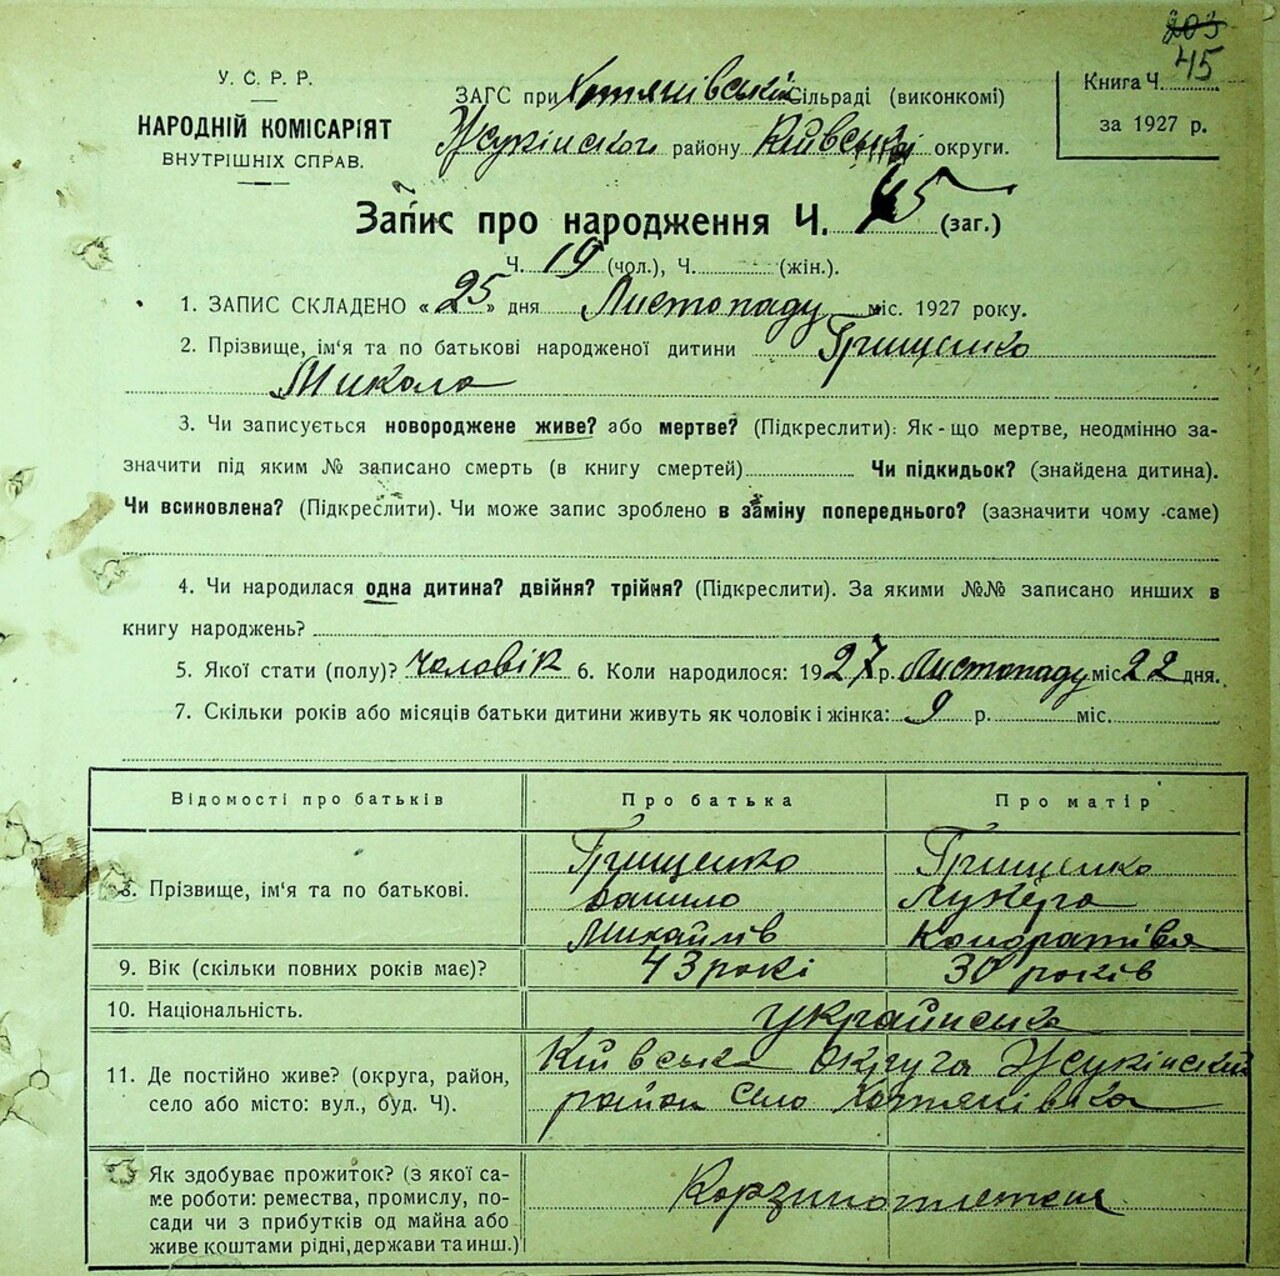 203
45
У. С. Р. Р.
НАРОДНІЙ КОМІСАРІЯТ
ВНУТРІШНІХ СПРАВ.
ЗАГС при Хотянівській Сільраді (виконкомі)
Жукінского району Київської округи.
Книга Ч.
за 1927 р.
Запис про народження Ч. 45 (заг.)
Ч. 19 (чол.), Ч. (жін.).
1. ЗАПИС СКЛАДЕНО «25» дня Листопаду міс. 1927 року.
2. Прізвище, ім'я та по батькові народженої дитини Грищенко
Микола
3. Чи записується новороджене живе? або мертве? (Підкреслити): Як-що мертве, неодмінно за-
значити під яким № записано смерть (в книгу смертей) Чи підкидьок? (знайдена дитина).
Чи всиновлена? (Підкреслити). Чи може запис зроблено в заміну попереднього? (зазначити чому саме)
4. Чи народилася одна дитина? двійня? трійня? (Підкреслити). За якими №№ записано инших в
книгу народжень?
5. Якої стати (полу)? Чоловік 6. Коли народилося: 1927 р. Листопаду міс 22 дня.
7. Скільки років або місяців батьки дитини живуть як чоловік і жінка: 9 р. міс.
Відомості про батьків Про батька Про матір
Грищенко Грищенко
8. Прізвище, ім'я та по батькові. Данило Лукера
Михайлів Кондратівна
9. Вік (скільки повних років має)? 43 рокі 30 років
10. Національність. Українська
11. Де постійно живе? (округа, район, Київська округа Жукінский
село або місто: вул., буд. Ч). район село Хотянівка
Як здобуває прожиток? (з якої са-
ме роботи: ремества, промислу, по- Корзиноплетени
сади чи з прибутків од майна або
живе коштами рідні, держави та инш.)